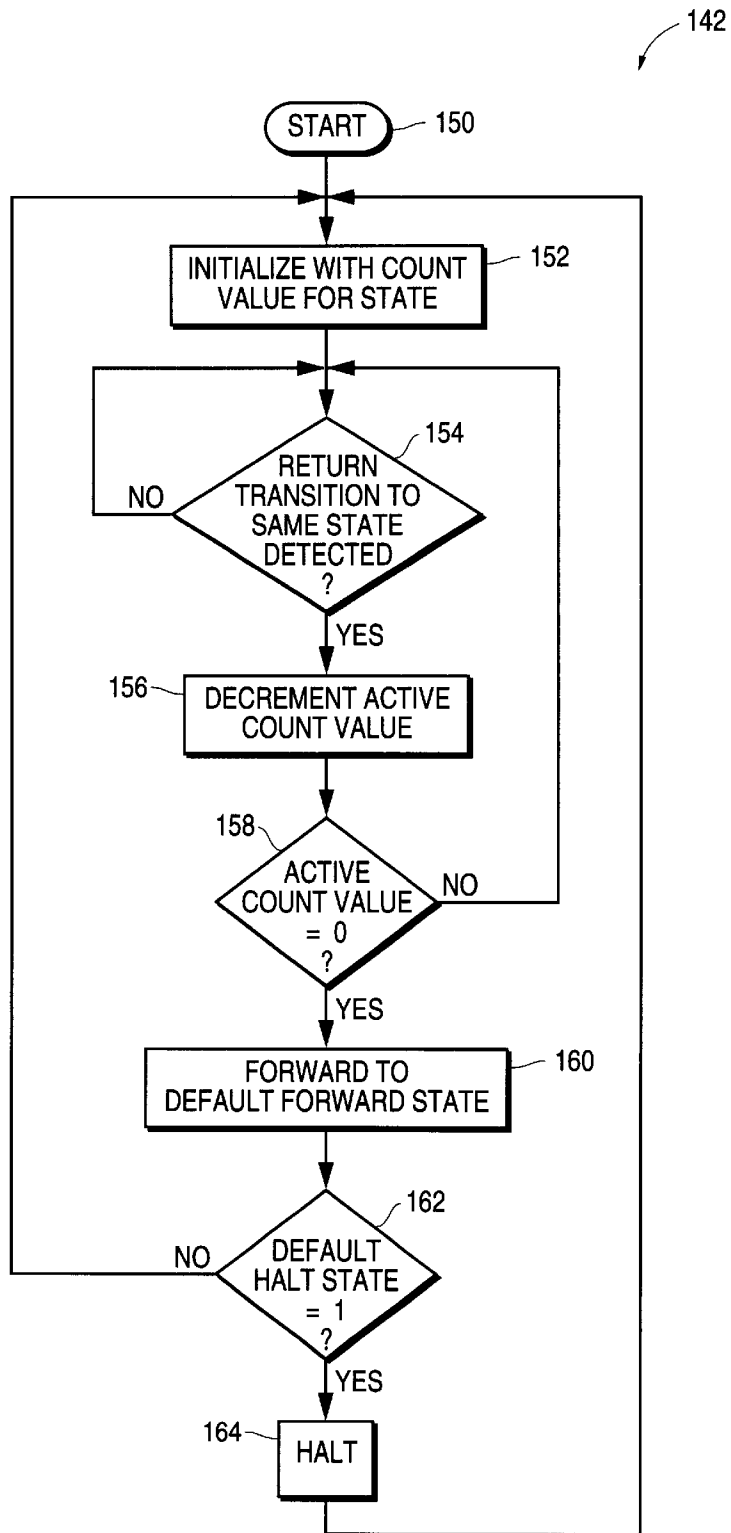 142
START
150
INITIALIZE WITH COUNT
VALUE FOR STATE
152
154
RETURN
TRANSITION TO
SAME STATE
DETECTED
?
NO
YES
156
DECREMENT ACTIVE
COUNT VALUE
158
ACTIVE
COUNT VALUE
= 0
?
NO
YES
FORWARD TO
DEFAULT FORWARD STATE
160
162
DEFAULT
HALT STATE
= 1
?
NO
YES
164
HALT